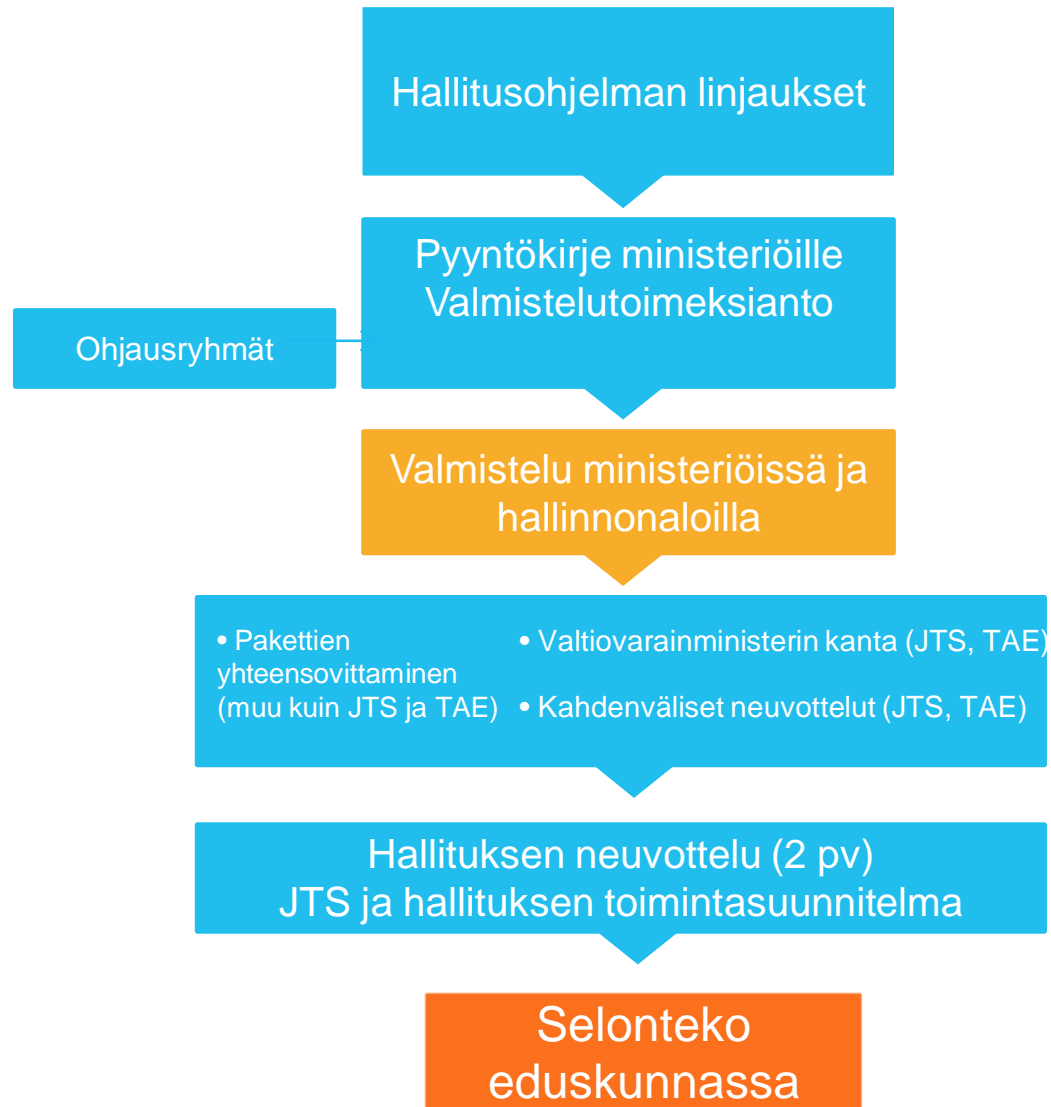 Hallitusohjelman linjaukset
Pyyntökirje ministeriöille
Valmistelutoimeksianto
Ohjausryhmät
Valmistelu ministeriöissä ja
hallinnonaloilla
• Pakettien
yhteensovittaminen
(muu kuin JTS ja TAE)
• Valtiovarainministerin kanta (JTS, TAE)
• Kahdenväliset neuvottelut (JTS, TAE)
Hallituksen neuvottelu (2 pv)
JTS ja hallituksen toimintasuunnitelma
Selonteko
eduskunnassa